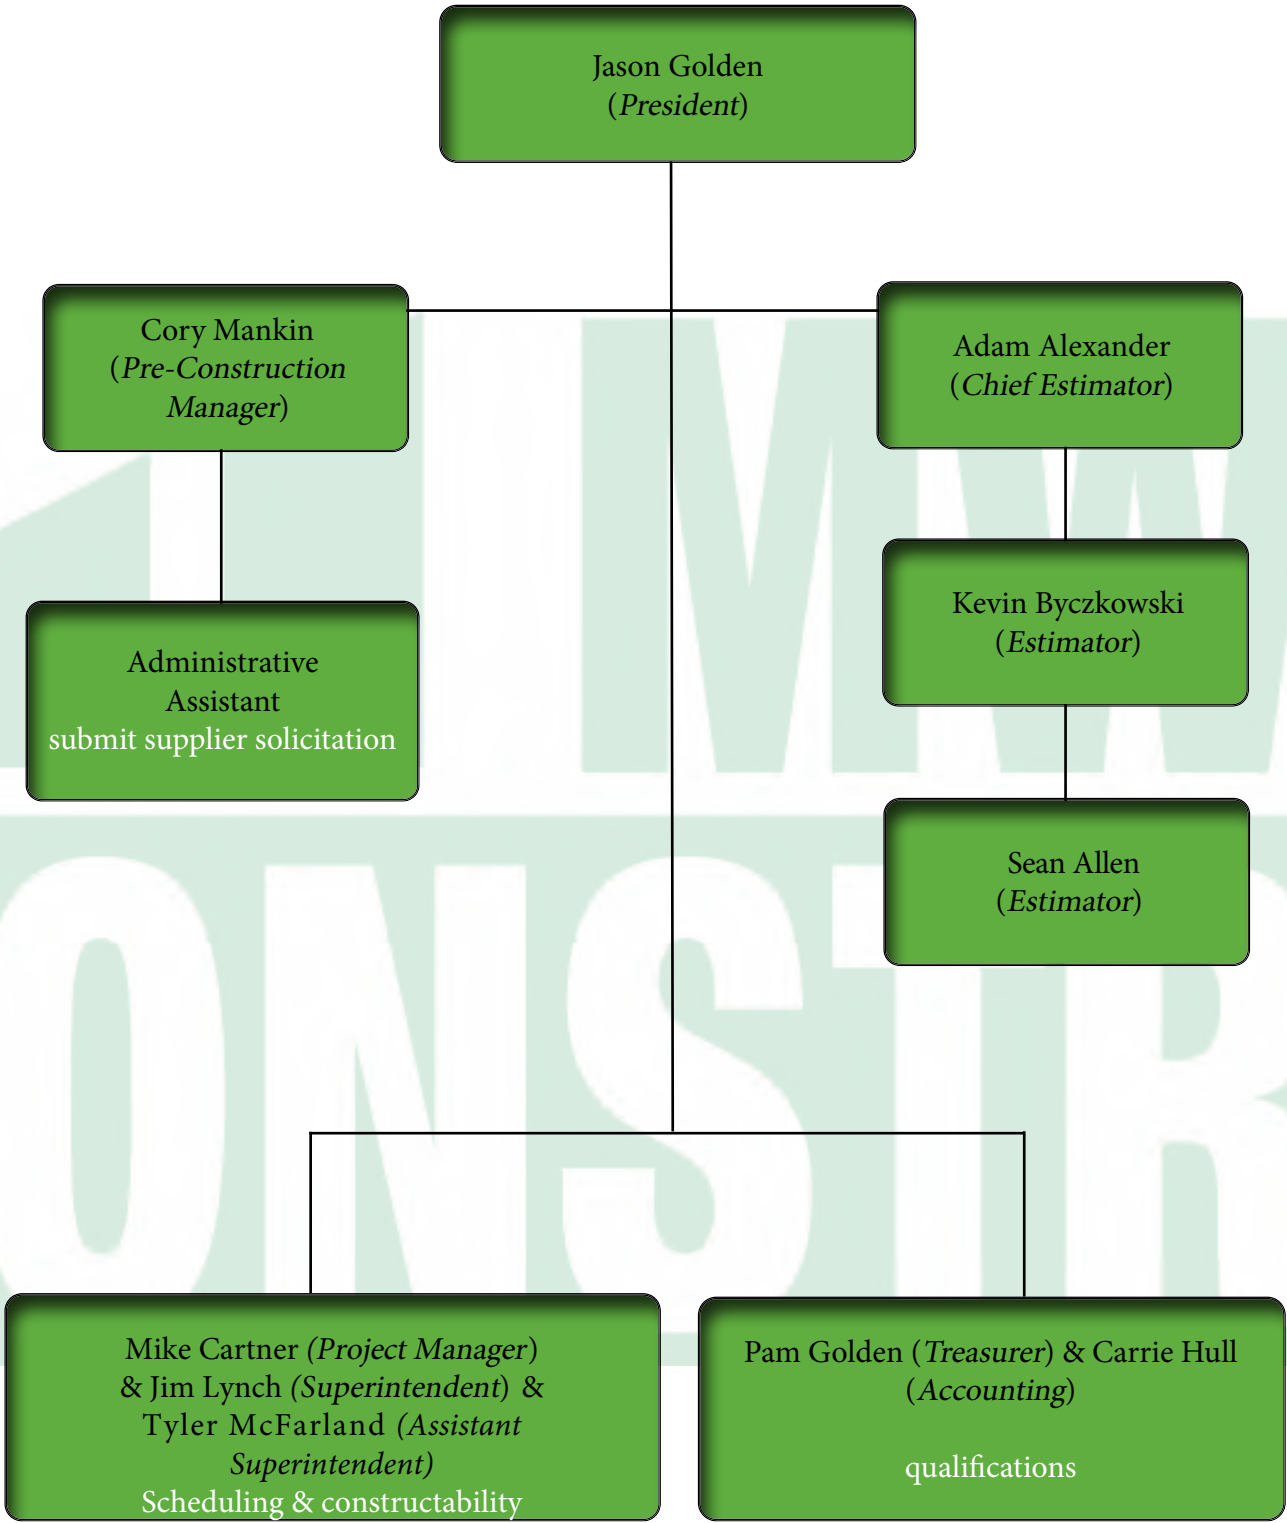 Jason Golden
(President)
Cory Mankin
(Pre-Construction
Manager)
Adam Alexander
(Chief Estimator)
Kevin Byczkowski
(Estimator)
Administrative
Assistant
submit supplier solicitation
Sean Allen
(Estimator)
Mike Cartner (Project Manager)
& Jim Lynch (Superintendent) &
Tyler McFarland (Assistant
Superintendent)
Scheduling & constructability
Pam Golden (Treasurer) & Carrie Hull
(Accounting)
qualifications
MW
ONSTR